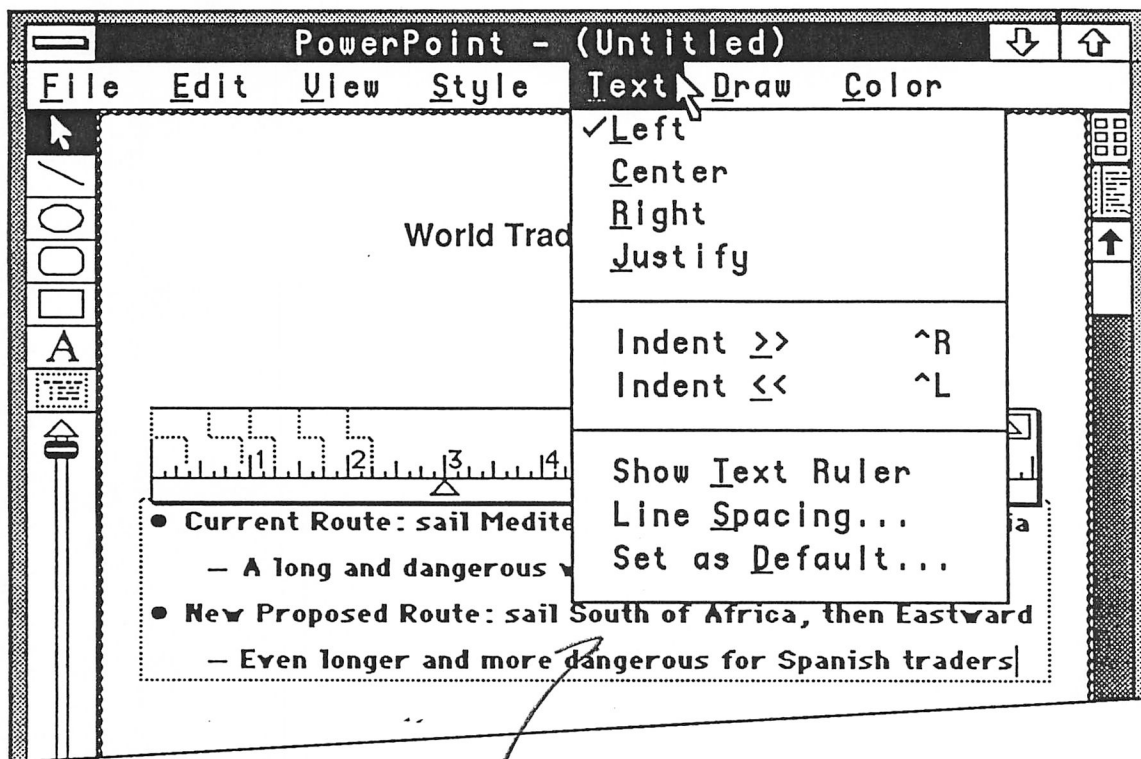 PowerPoint - (Untitled)
File Edit View Style Text Draw Color
✓Left
Center
Right
Justify
Indent >> ^R
Indent << ^L
Show Text Ruler
Line Spacing...
Set as Default...
A
World Trad
1 2 3 4
• Current Route: sail Medite ia
– A long and dangerous
• New Proposed Route: sail South of Africa, then Eastward
– Even longer and more dangerous for Spanish traders